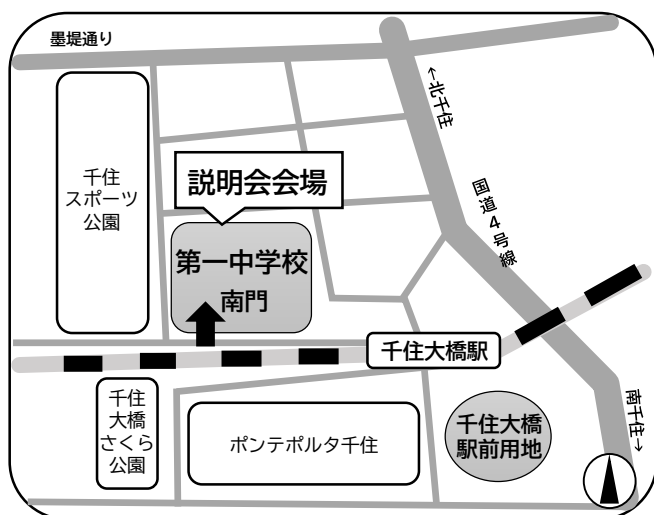 墨堤通り
←北千住
千住
スポーツ
公園
説明会会場
国道4号線
第一中学校
南門
千住大橋駅
千住
大橋
さくら
公園
ポンテポルタ千住
千住大橋
駅前用地
南千住→